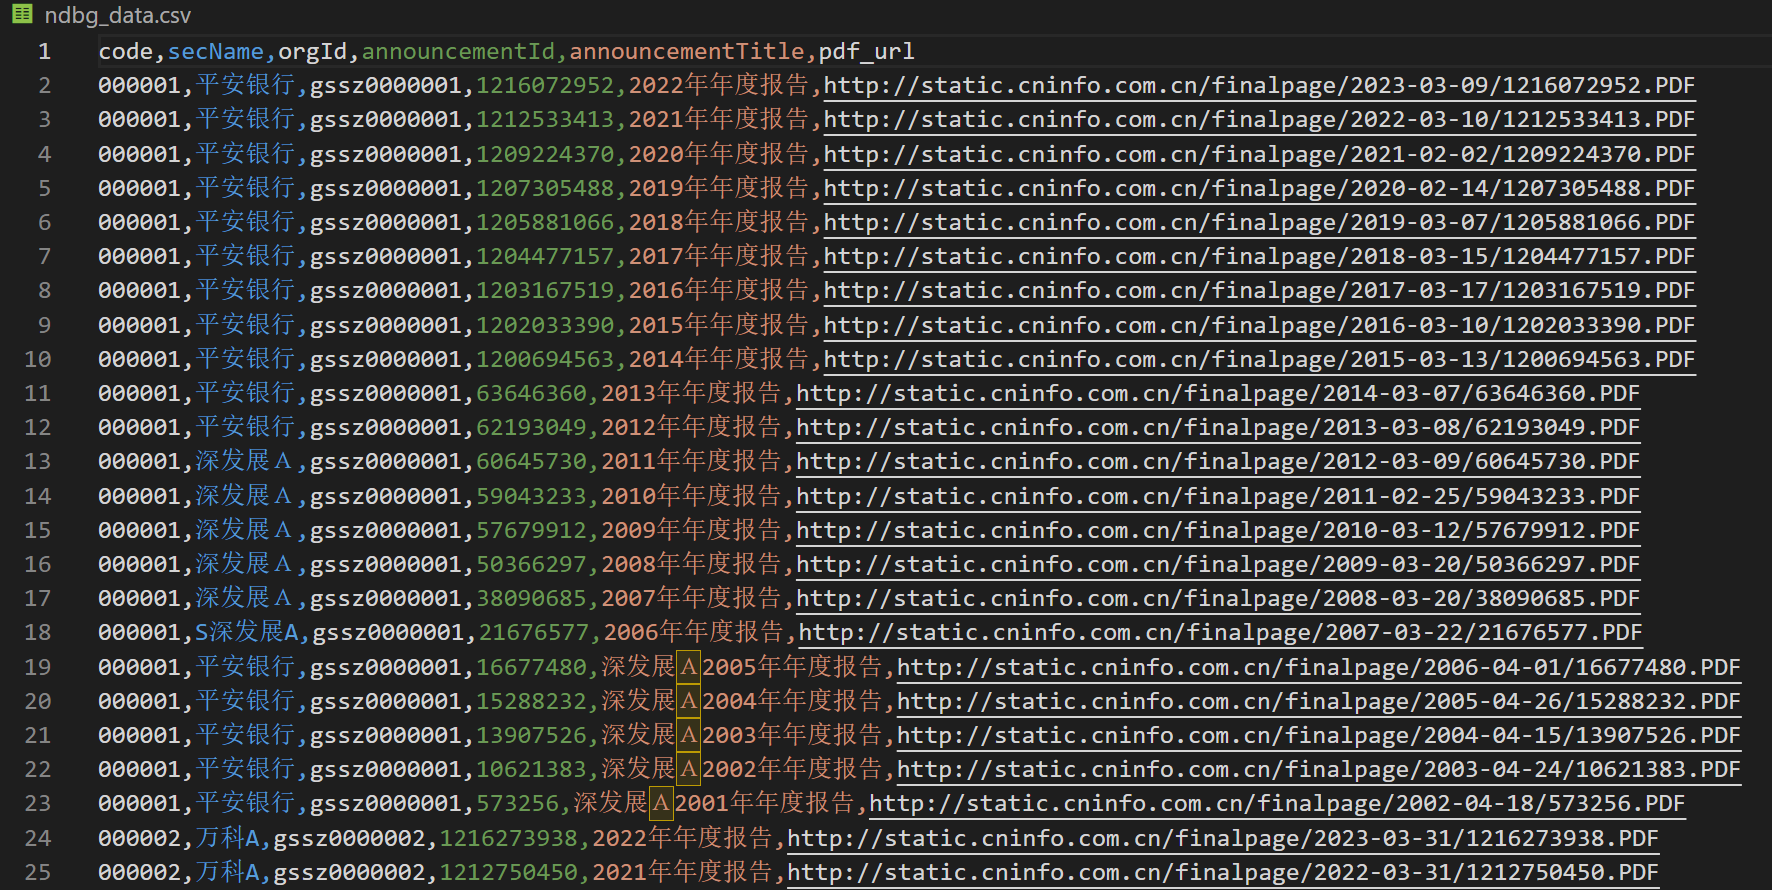 ndbg_data.csv
1 code,secName,orgId,announcementId,announcementTitle,pdf_url
2 000001,平安银行,gssz0000001,1216072952,2022年年度报告,http://static.cninfo.com.cn/finalpage/2023-03-09/1216072952.PDF
3 000001,平安银行,gssz0000001,1212533413,2021年年度报告,http://static.cninfo.com.cn/finalpage/2022-03-10/1212533413.PDF
4 000001,平安银行,gssz0000001,1209224370,2020年年度报告,http://static.cninfo.com.cn/finalpage/2021-02-02/1209224370.PDF
5 000001,平安银行,gssz0000001,1207305488,2019年年度报告,http://static.cninfo.com.cn/finalpage/2020-02-14/1207305488.PDF
6 000001,平安银行,gssz0000001,1205881066,2018年年度报告,http://static.cninfo.com.cn/finalpage/2019-03-07/1205881066.PDF
7 000001,平安银行,gssz0000001,1204477157,2017年年度报告,http://static.cninfo.com.cn/finalpage/2018-03-15/1204477157.PDF
8 000001,平安银行,gssz0000001,1203167519,2016年年度报告,http://static.cninfo.com.cn/finalpage/2017-03-17/1203167519.PDF
9 000001,平安银行,gssz0000001,1202033390,2015年年度报告,http://static.cninfo.com.cn/finalpage/2016-03-10/1202033390.PDF
10 000001,平安银行,gssz0000001,1200694563,2014年年度报告,http://static.cninfo.com.cn/finalpage/2015-03-13/1200694563.PDF
11 000001,平安银行,gssz0000001,63646360,2013年年度报告,http://static.cninfo.com.cn/finalpage/2014-03-07/63646360.PDF
12 000001,平安银行,gssz0000001,62193049,2012年年度报告,http://static.cninfo.com.cn/finalpage/2013-03-08/62193049.PDF
13 000001,深发展Ａ,gssz0000001,60645730,2011年年度报告,http://static.cninfo.com.cn/finalpage/2012-03-09/60645730.PDF
14 000001,深发展Ａ,gssz0000001,59043233,2010年年度报告,http://static.cninfo.com.cn/finalpage/2011-02-25/59043233.PDF
15 000001,深发展Ａ,gssz0000001,57679912,2009年年度报告,http://static.cninfo.com.cn/finalpage/2010-03-12/57679912.PDF
16 000001,深发展Ａ,gssz0000001,50366297,2008年年度报告,http://static.cninfo.com.cn/finalpage/2009-03-20/50366297.PDF
17 000001,深发展Ａ,gssz0000001,38090685,2007年年度报告,http://static.cninfo.com.cn/finalpage/2008-03-20/38090685.PDF
18 000001,S深发展A,gssz0000001,21676577,2006年年度报告,http://static.cninfo.com.cn/finalpage/2007-03-22/21676577.PDF
19 000001,平安银行,gssz0000001,16677480,深发展Ａ2005年年度报告,http://static.cninfo.com.cn/finalpage/2006-04-01/16677480.PDF
20 000001,平安银行,gssz0000001,15288232,深发展Ａ2004年年度报告,http://static.cninfo.com.cn/finalpage/2005-04-26/15288232.PDF
21 000001,平安银行,gssz0000001,13907526,深发展Ａ2003年年度报告,http://static.cninfo.com.cn/finalpage/2004-04-15/13907526.PDF
22 000001,平安银行,gssz0000001,10621383,深发展Ａ2002年年度报告,http://static.cninfo.com.cn/finalpage/2003-04-24/10621383.PDF
23 000001,平安银行,gssz0000001,573256,深发展Ａ2001年年度报告,http://static.cninfo.com.cn/finalpage/2002-04-18/573256.PDF
24 000002,万科A,gssz0000002,1216273938,2022年年度报告,http://static.cninfo.com.cn/finalpage/2023-03-31/1216273938.PDF
25 000002,万科A,gssz0000002,1212750450,2021年年度报告,http://static.cninfo.com.cn/finalpage/2022-03-31/1212750450.PDF